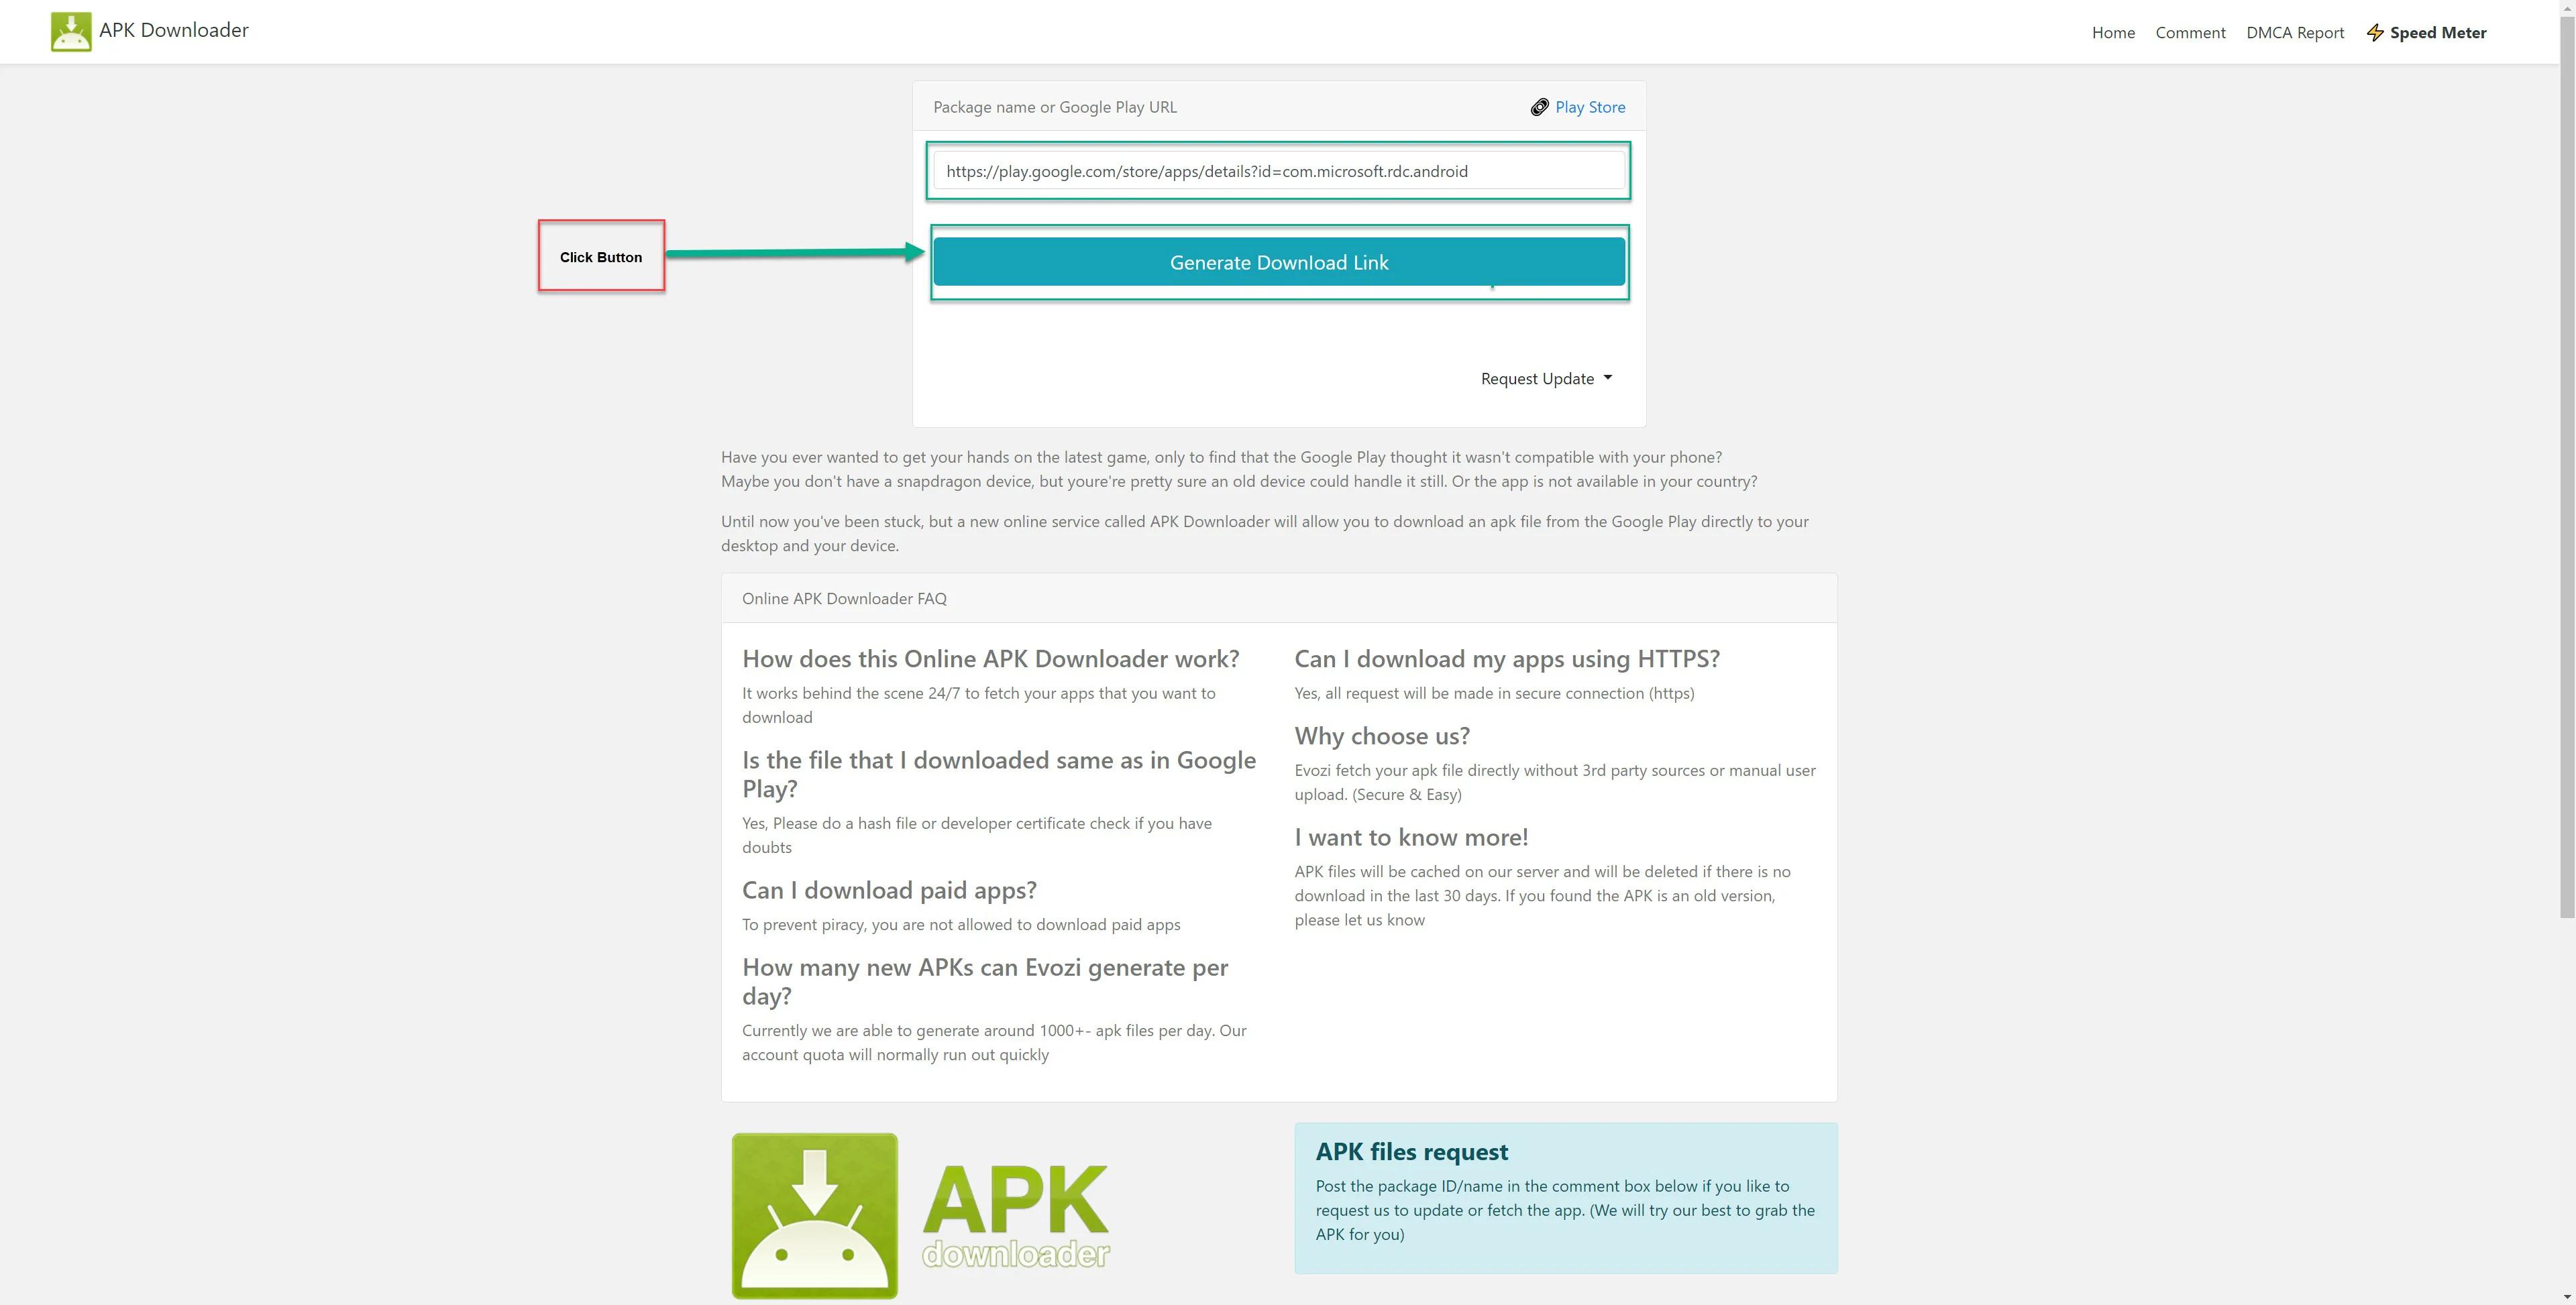 APK Downloader
Home Comment DMCA Report Speed Meter
Package name or Google Play URL
Play Store
https://play.google.com/store/apps/details?id=com.microsoft.rdc.android
Click Button
Generate Download Link
Request Update
Have you ever wanted to get your hands on the latest game, only to find that the Google Play thought it wasn't compatible with your phone?
Maybe you don't have a snapdragon device, but youre're pretty sure an old device could handle it still. Or the app is not available in your country?
Until now you've been stuck, but a new online service called APK Downloader will allow you to download an apk file from the Google Play directly to your
desktop and your device.
Online APK Downloader FAQ
How does this Online APK Downloader work?
It works behind the scene 24/7 to fetch your apps that you want to
download
Is the file that I downloaded same as in Google
Play?
Yes, Please do a hash file or developer certificate check if you have
doubts
Can I download paid apps?
To prevent piracy, you are not allowed to download paid apps
How many new APKs can Evozi generate per
day?
Currently we are able to generate around 1000+- apk files per day. Our
account quota will normally run out quickly
Can I download my apps using HTTPS?
Yes, all request will be made in secure connection (https)
Why choose us?
Evozi fetch your apk file directly without 3rd party sources or manual user
upload. (Secure & Easy)
I want to know more!
APK files will be cached on our server and will be deleted if there is no
download in the last 30 days. If you found the APK is an old version,
please let us know
APK
downloader
APK files request
Post the package ID/name in the comment box below if you like to
request us to update or fetch the app. (We will try our best to grab the
APK for you)